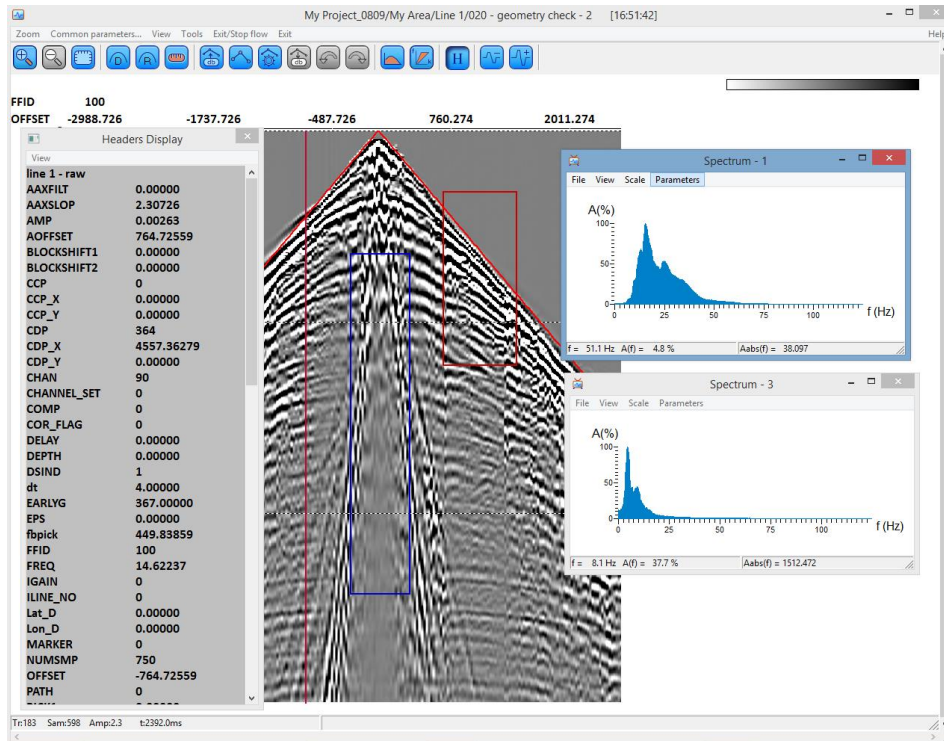 My Project_0809/My Area/Line 1/020 - geometry check - 2 [16:51:42]
Zoom Common parameters... View Tools Exit/Stop flow Exit Help
D R H
FFID 100
OFFSET -2988.726 -1737.726 -487.726 760.274 2011.274
Headers Display
View
line 1 - raw
AAXFILT 0.00000
AAXSLOP 2.30726
AMP 0.00263
AOFFSET 764.72559
BLOCKSHIFT1 0.00000
BLOCKSHIFT2 0.00000
CCP 0
CCP_X 0.00000
CCP_Y 0.00000
CDP 364
CDP_X 4557.36279
CDP_Y 0.00000
CHAN 90
CHANNEL_SET 0
COMP 0
COR_FLAG 0
DELAY 0.00000
DEPTH 0.00000
DSIND 1
dt 4.00000
EARLYG 367.00000
EPS 0.00000
fbpick 449.83859
FFID 100
FREQ 14.62237
IGAIN 0
ILINE_NO 0
Lat_D 0.00000
Lon_D 0.00000
MARKER 0
NUMSMP 750
OFFSET -764.72559
PATH 0
Spectrum - 1
File View Scale Parameters
A(%)
100
50
0
0 25 50 75 100 f (Hz)
f = 51.1 Hz A(f) = 4.8 % Aabs(f) = 38.097
Spectrum - 3
File View Scale Parameters
A(%)
100
50
0
0 25 50 75 100 f (Hz)
f = 8.1 Hz A(f) = 37.7 % Aabs(f) = 1512.472
Tr:183 Sam:598 Amp:2.3 t:2392.0ms